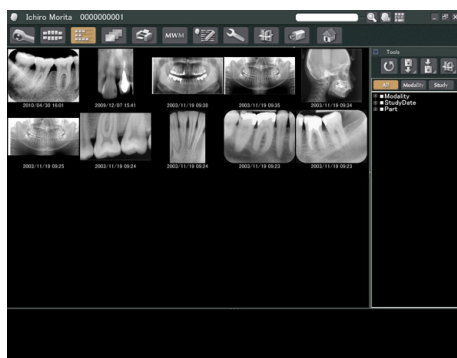 Ichiro Morita 0000000001
MWM
Tools
All Modality Study
Modality
StudyDate
Part
2010/04/30 16:01
2009/12/07 15:41
2003/11/19 09:36
2003/11/19 09:35
2003/11/19 09:34
2003/11/19 09:25
2003/11/19 09:24
2003/11/19 09:24
2003/11/19 09:23
2003/11/19 09:23